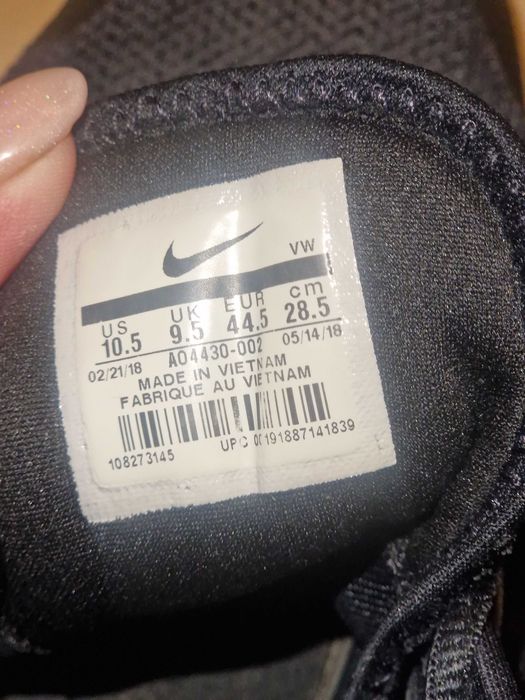 VW
US UK EUR cm
10.5 9.5 44.5 28.5
02/21/18 AO4430-002 05/14/18
MADE IN VIETNAM
FABRIQUE AU VIETNAM
108273145 UPC 00191887141839